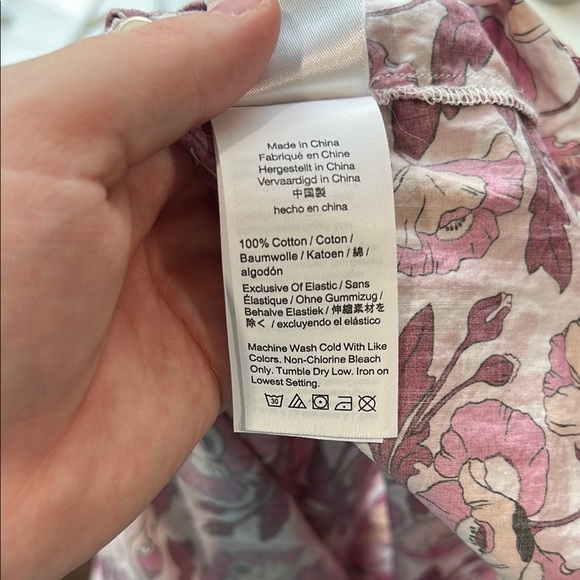 Made in China
Fabriqué en Chine
Hergestellt in China
Vervaardigd in China
中国製
hecho en china
100% Cotton / Coton /
Baumwolle / Katoen / 綿 /
algodón
Exclusive Of Elastic / Sans
Élastique / Ohne Gummizug /
Behalve Elastiek / 伸縮素材を
除く / excluyendo el elástico
Machine Wash Cold With Like
Colors. Non-Chlorine Bleach
Only. Tumble Dry Low. Iron on
Lowest Setting.
30